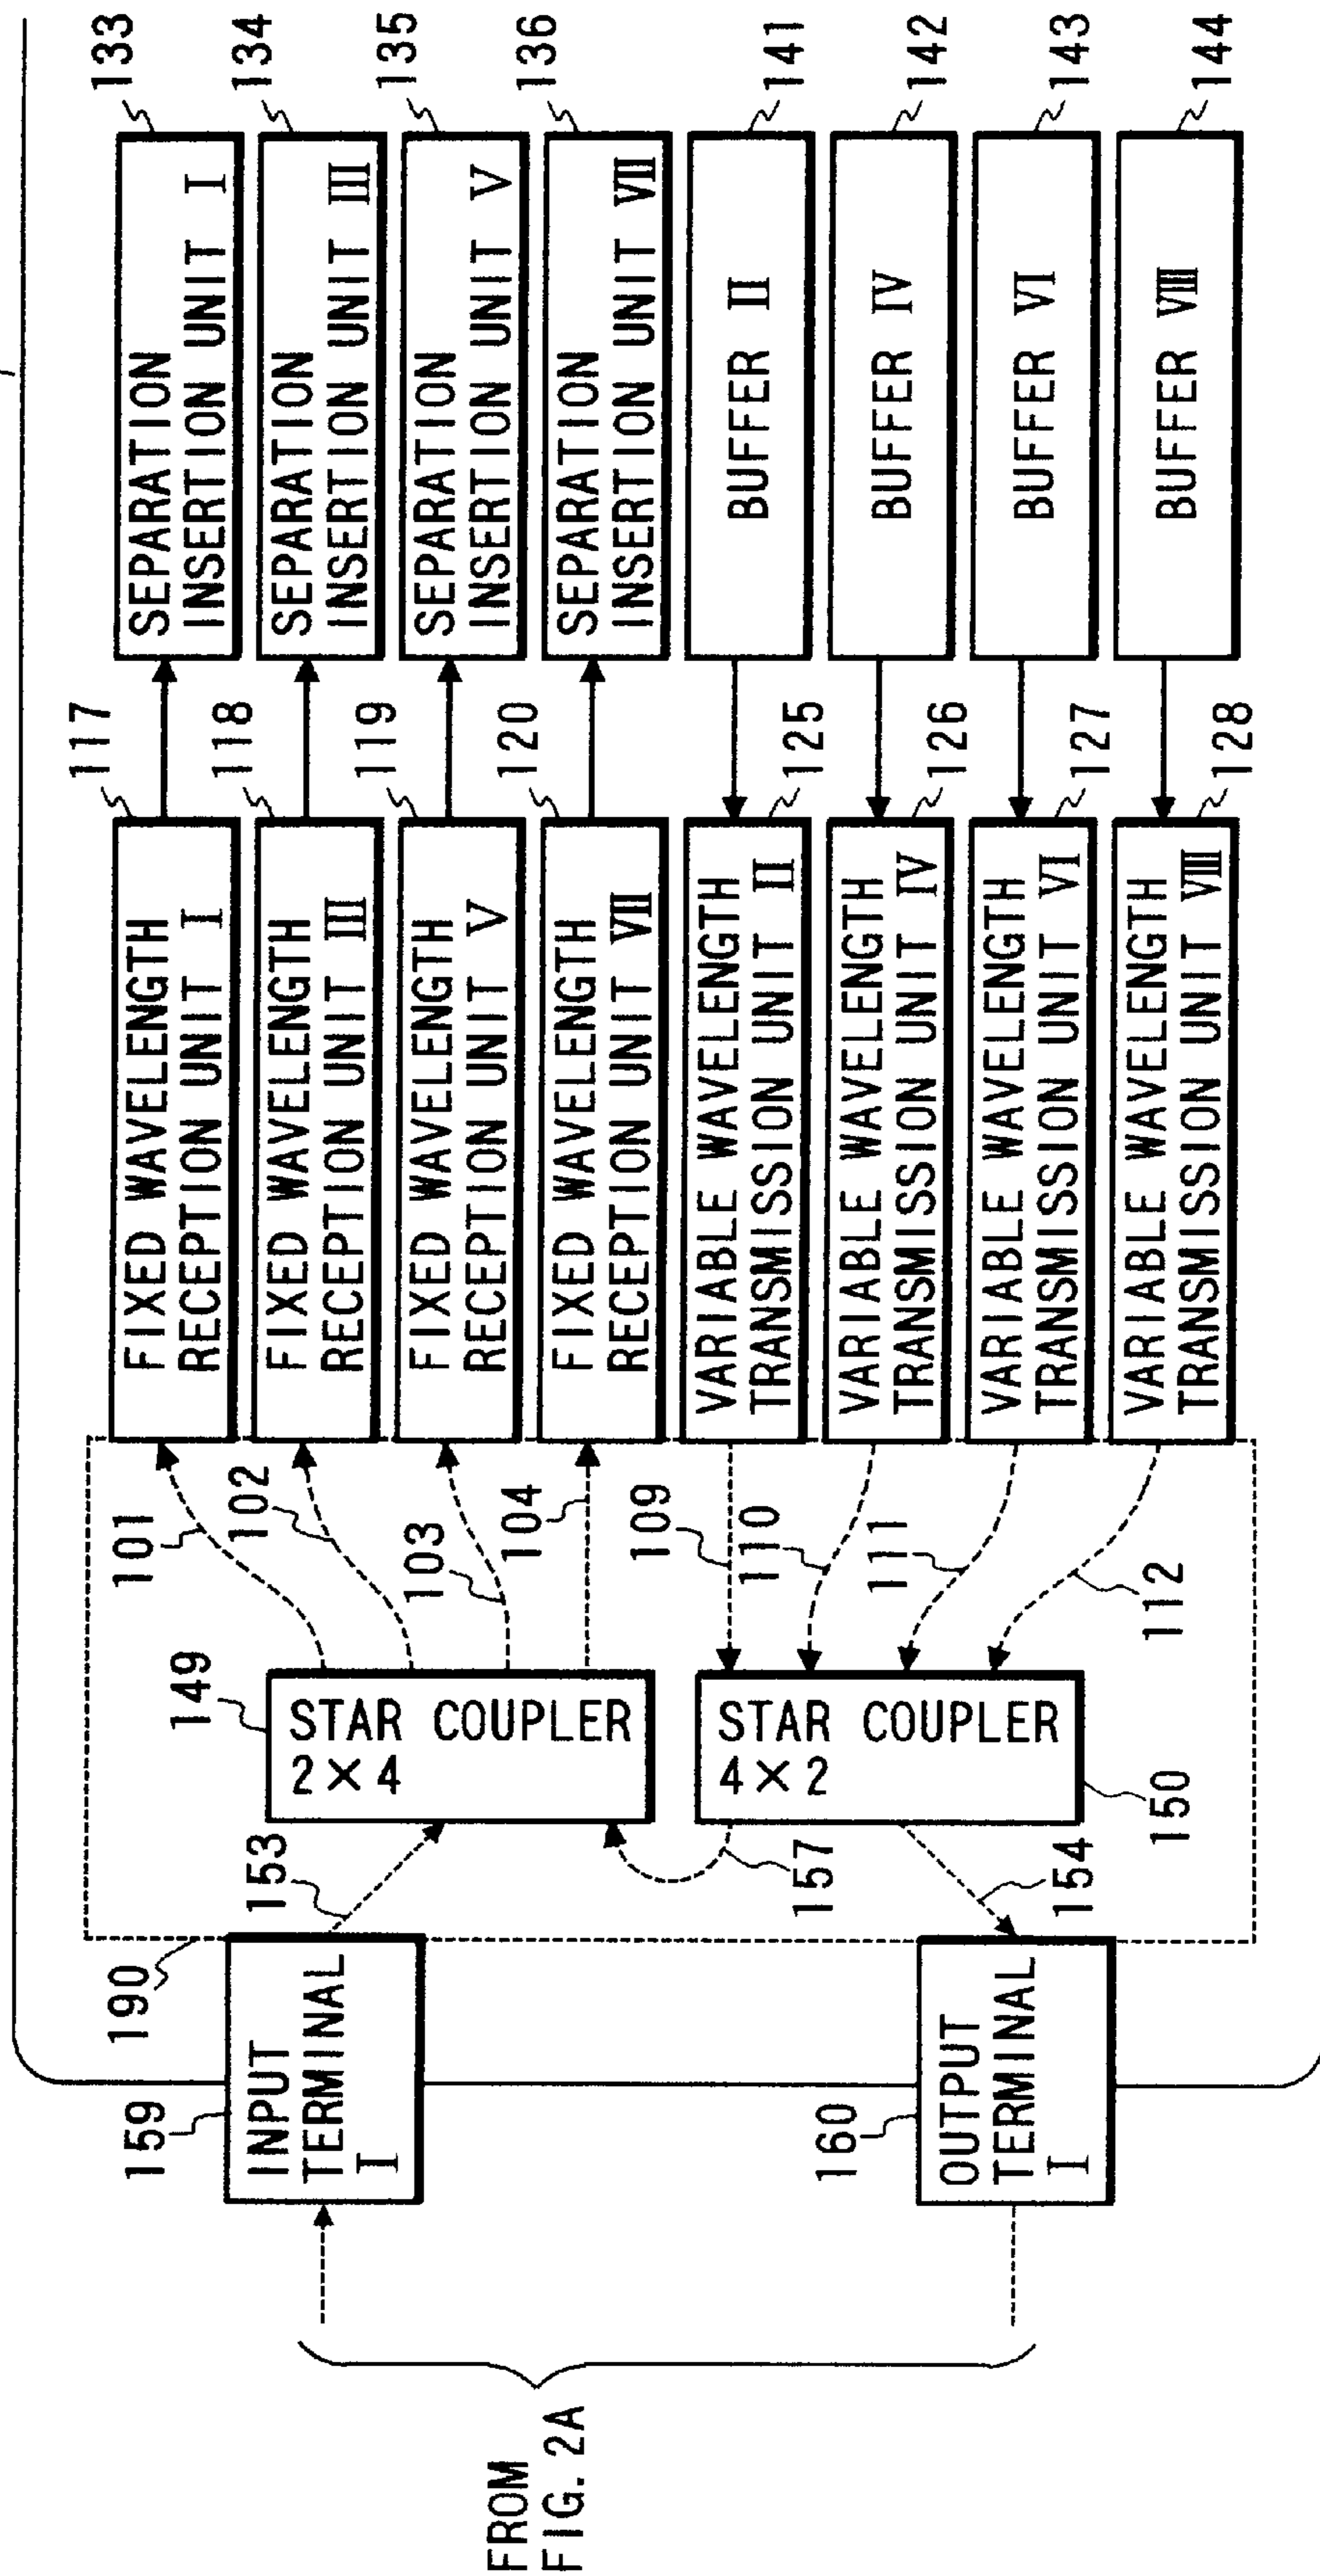 FROM
FIG. 2A
159
INPUT
TERMINAL
I
160
OUTPUT
TERMINAL
I
190
153
157
154
149
STAR COUPLER
2×4
STAR COUPLER
4×2
150
101
102
103
104
109
110
111
112
117
FIXED WAVELENGTH
RECEPTION UNIT I
118
FIXED WAVELENGTH
RECEPTION UNIT III
119
FIXED WAVELENGTH
RECEPTION UNIT V
120
FIXED WAVELENGTH
RECEPTION UNIT VII
VARIABLE WAVELENGTH
TRANSMISSION UNIT II
125
VARIABLE WAVELENGTH
TRANSMISSION UNIT IV
126
VARIABLE WAVELENGTH
TRANSMISSION UNIT VI
127
VARIABLE WAVELENGTH
TRANSMISSION UNIT VIII
128
SEPARATION
INSERTION UNIT I
133
SEPARATION
INSERTION UNIT III
134
SEPARATION
INSERTION UNIT V
135
SEPARATION
INSERTION UNIT VII
136
BUFFER II
141
BUFFER IV
142
BUFFER VI
143
BUFFER VIII
144